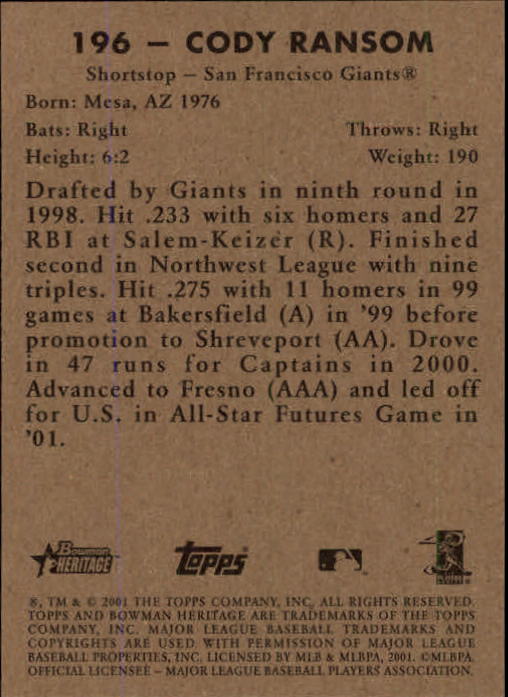 196 – CODY RANSOM
Shortstop – San Francisco Giants®
Born: Mesa, AZ 1976
Bats: Right Throws: Right
Height: 6:2 Weight: 190
Drafted by Giants in ninth round in
1998. Hit .233 with six homers and 27
RBI at Salem-Keizer (R). Finished
second in Northwest League with nine
triples. Hit .275 with 11 homers in 99
games at Bakersfield (A) in '99 before
promotion to Shreveport (AA). Drove
in 47 runs for Captains in 2000.
Advanced to Fresno (AAA) and led off
for U.S. in All-Star Futures Game in
'01.
Bowman
HERITAGE
Topps
®, TM & © 2001 THE TOPPS COMPANY, INC. ALL RIGHTS RESERVED.
TOPPS AND BOWMAN HERITAGE ARE TRADEMARKS OF THE TOPPS
COMPANY, INC. MAJOR LEAGUE BASEBALL TRADEMARKS AND
COPYRIGHTS ARE USED WITH PERMISSION OF MAJOR LEAGUE
BASEBALL PROPERTIES, INC. LICENSED BY MLB & MLBPA, 2001. ©MLBPA.
OFFICIAL LICENSEE – MAJOR LEAGUE BASEBALL PLAYERS ASSOCIATION.